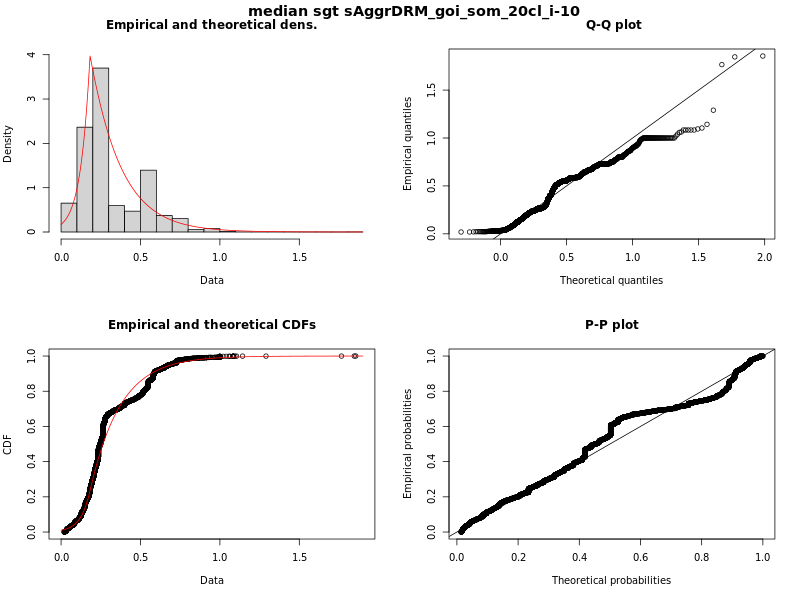 median sgt sAggrDRM_goi_som_20cl_i-10
Empirical and theoretical dens.
Density
0 1 2 3 4
0.0 0.5 1.0 1.5
Data
Q-Q plot
Empirical quantiles
0.0 0.5 1.0 1.5
0.0 0.5 1.0 1.5 2.0
Theoretical quantiles
Empirical and theoretical CDFs
CDF
0.0 0.2 0.4 0.6 0.8 1.0
0.0 0.5 1.0 1.5
Data
P-P plot
Empirical probabilities
0.0 0.2 0.4 0.6 0.8 1.0
0.0 0.2 0.4 0.6 0.8 1.0
Theoretical probabilities